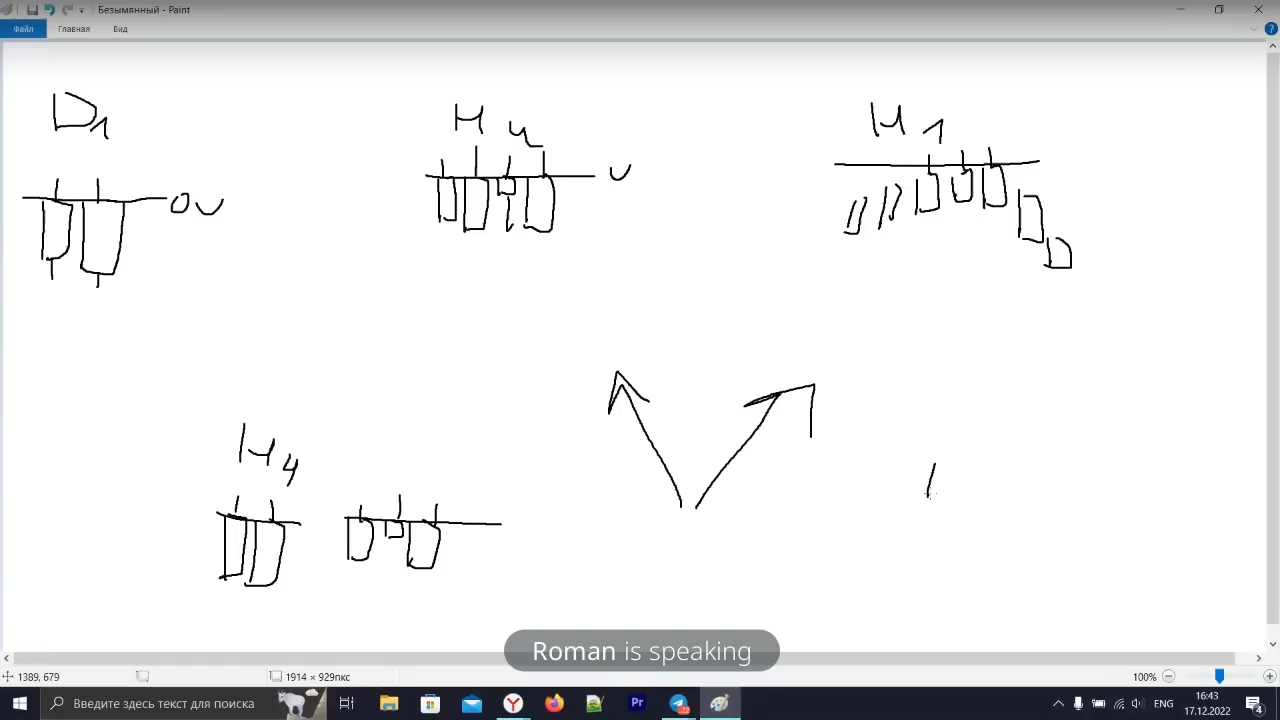 Безымянный - Paint
Файл Главная Вид
D1
H4
H1
H4
Roman is speaking
1389, 679
1914 × 929пкс
100%
Введите здесь текст для поиска
Pr
ENG
16:43
17.12.2022